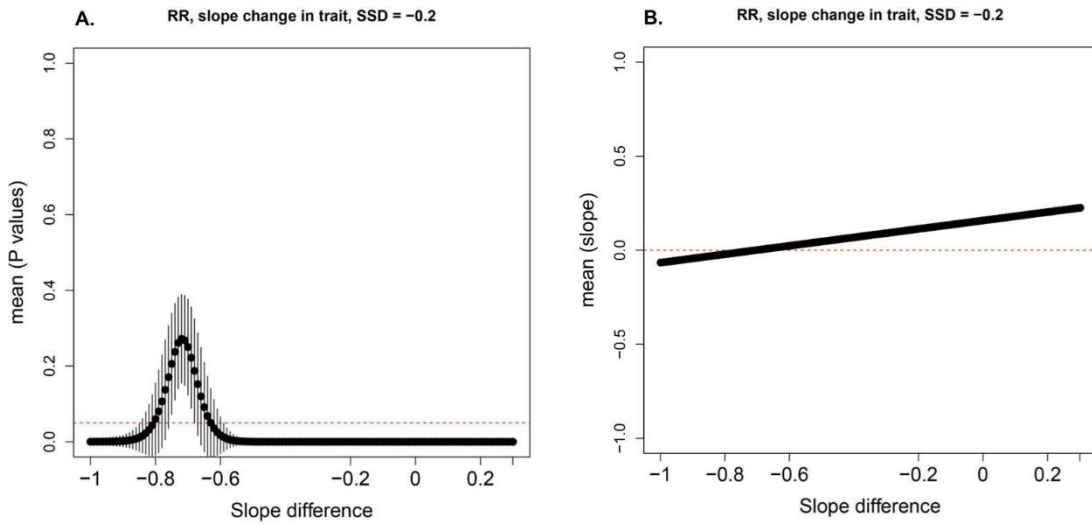 A.
RR, slope change in trait, SSD = −0.2
1.0
0.8
0.6
0.4
0.2
0.0
mean (P values)
−1 −0.8 −0.6 −0.2 0 0.2
Slope difference
B.
RR, slope change in trait, SSD = −0.2
1.0
0.5
0.0
−0.5
−1.0
mean (slope)
−1 −0.8 −0.6 −0.2 0 0.2
Slope difference